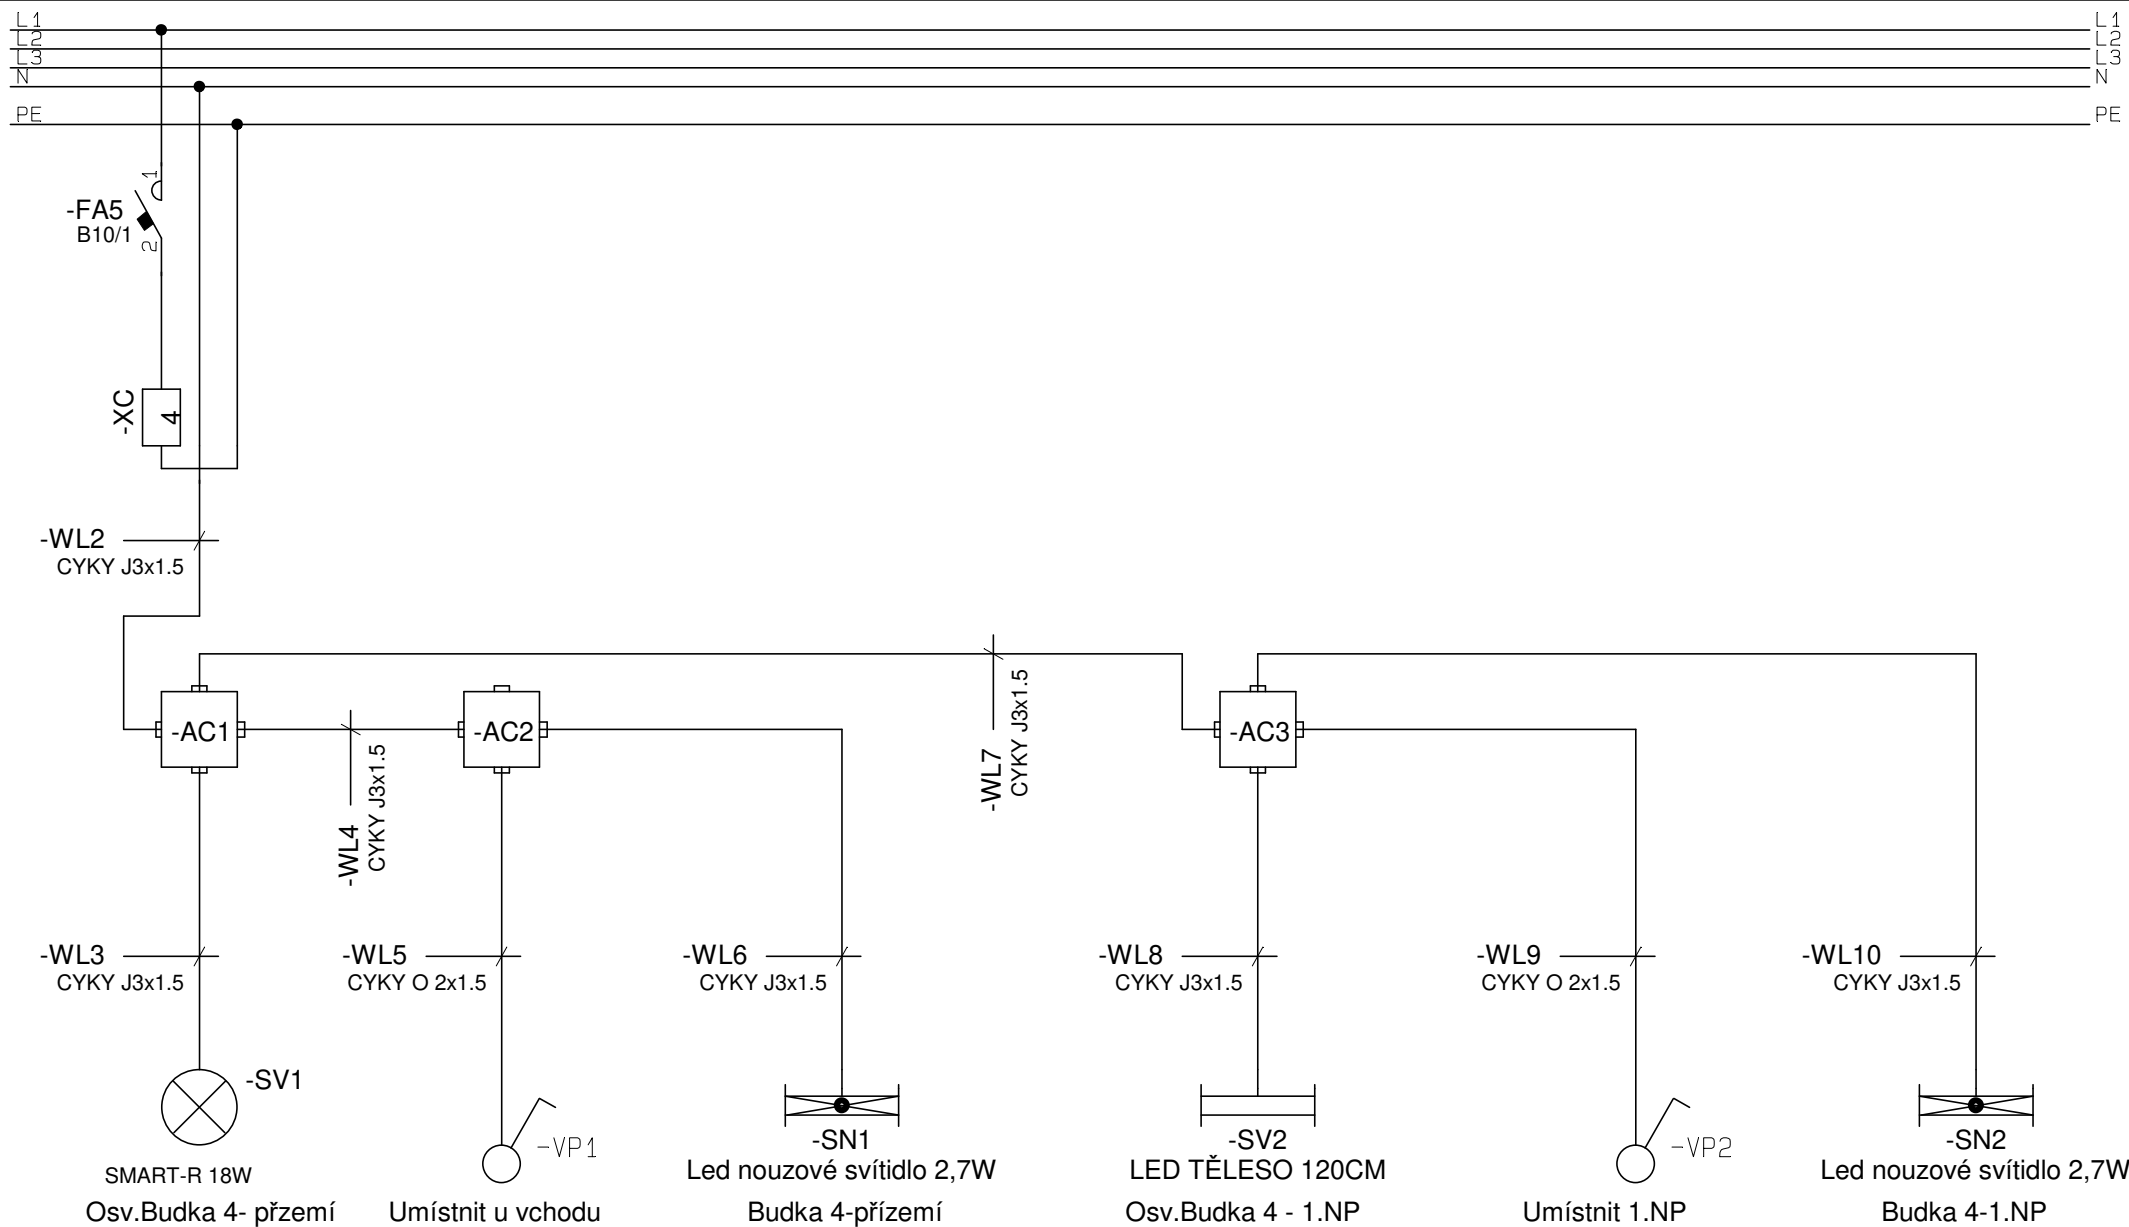 L1 L1
L2 L2
L3 L3
N N
PE PE
1
-FA5
B10/1
2
-XC
4
-WL2
CYKY J3x1.5
-AC1
-AC2
-AC3
-WL4
CYKY J3x1.5
-WL7
CYKY J3x1.5
-WL3
CYKY J3x1.5
-WL5
CYKY O 2x1.5
-WL6
CYKY J3x1.5
-WL8
CYKY J3x1.5
-WL9
CYKY O 2x1.5
-WL10
CYKY J3x1.5
-SV1
SMART-R 18W
Osv.Budka 4- přzemí
-VP1
Umístnit u vchodu
-SN1
Led nouzové svítidlo 2,7W
Budka 4-přízemí
-SV2
LED TĚLESO 120CM
Osv.Budka 4 - 1.NP
-VP2
Umístnit 1.NP
-SN2
Led nouzové svítidlo 2,7W
Budka 4-1.NP